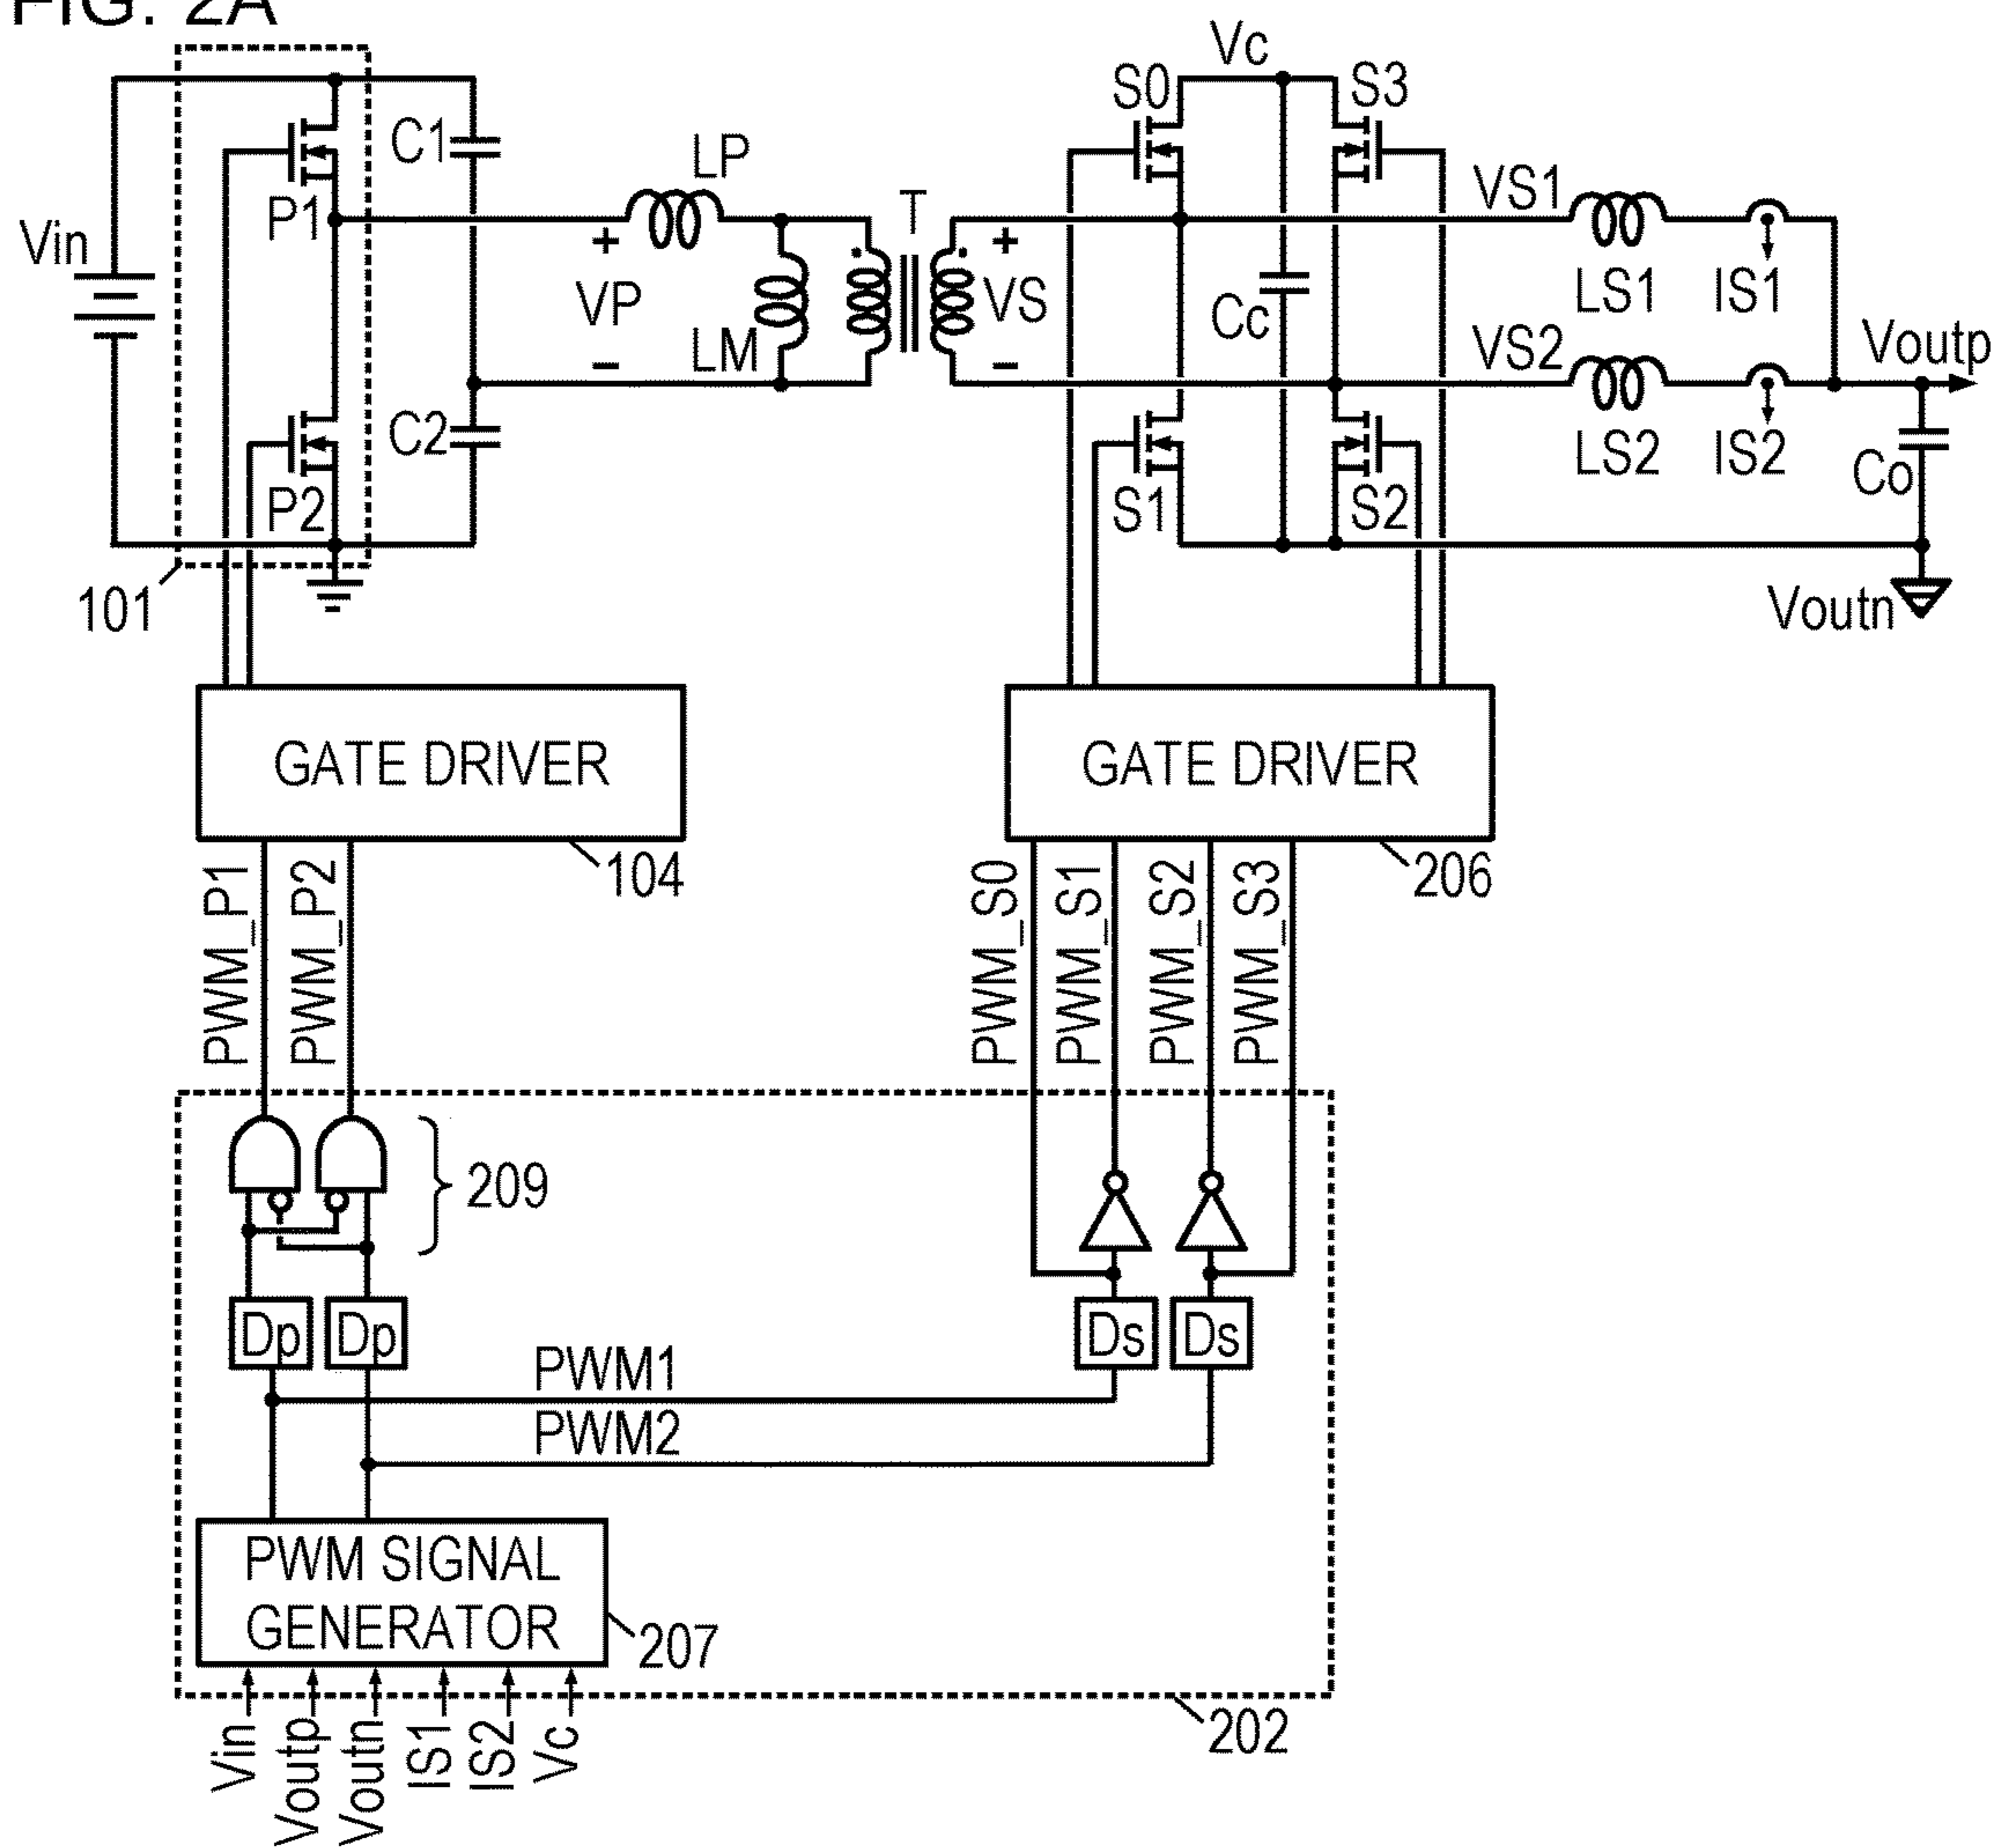 FIG. 2A
Vc
S0
S3
C1
LP
VS1
P1
T
Vin
+
+
VP
VS
Cc
LS1
IS1
LM
VS2
Voutp
-
-
C2
LS2
IS2
Co
P2
S1
S2
101
Voutn
GATE DRIVER
GATE DRIVER
104
206
PWM_P1
PWM_P2
PWM_S0
PWM_S1
PWM_S2
PWM_S3
209
Dp
Dp
Ds
Ds
PWM1
PWM2
PWM SIGNAL
GENERATOR
207
202
Vin
Voutp
Voutn
IS1
IS2
Vc